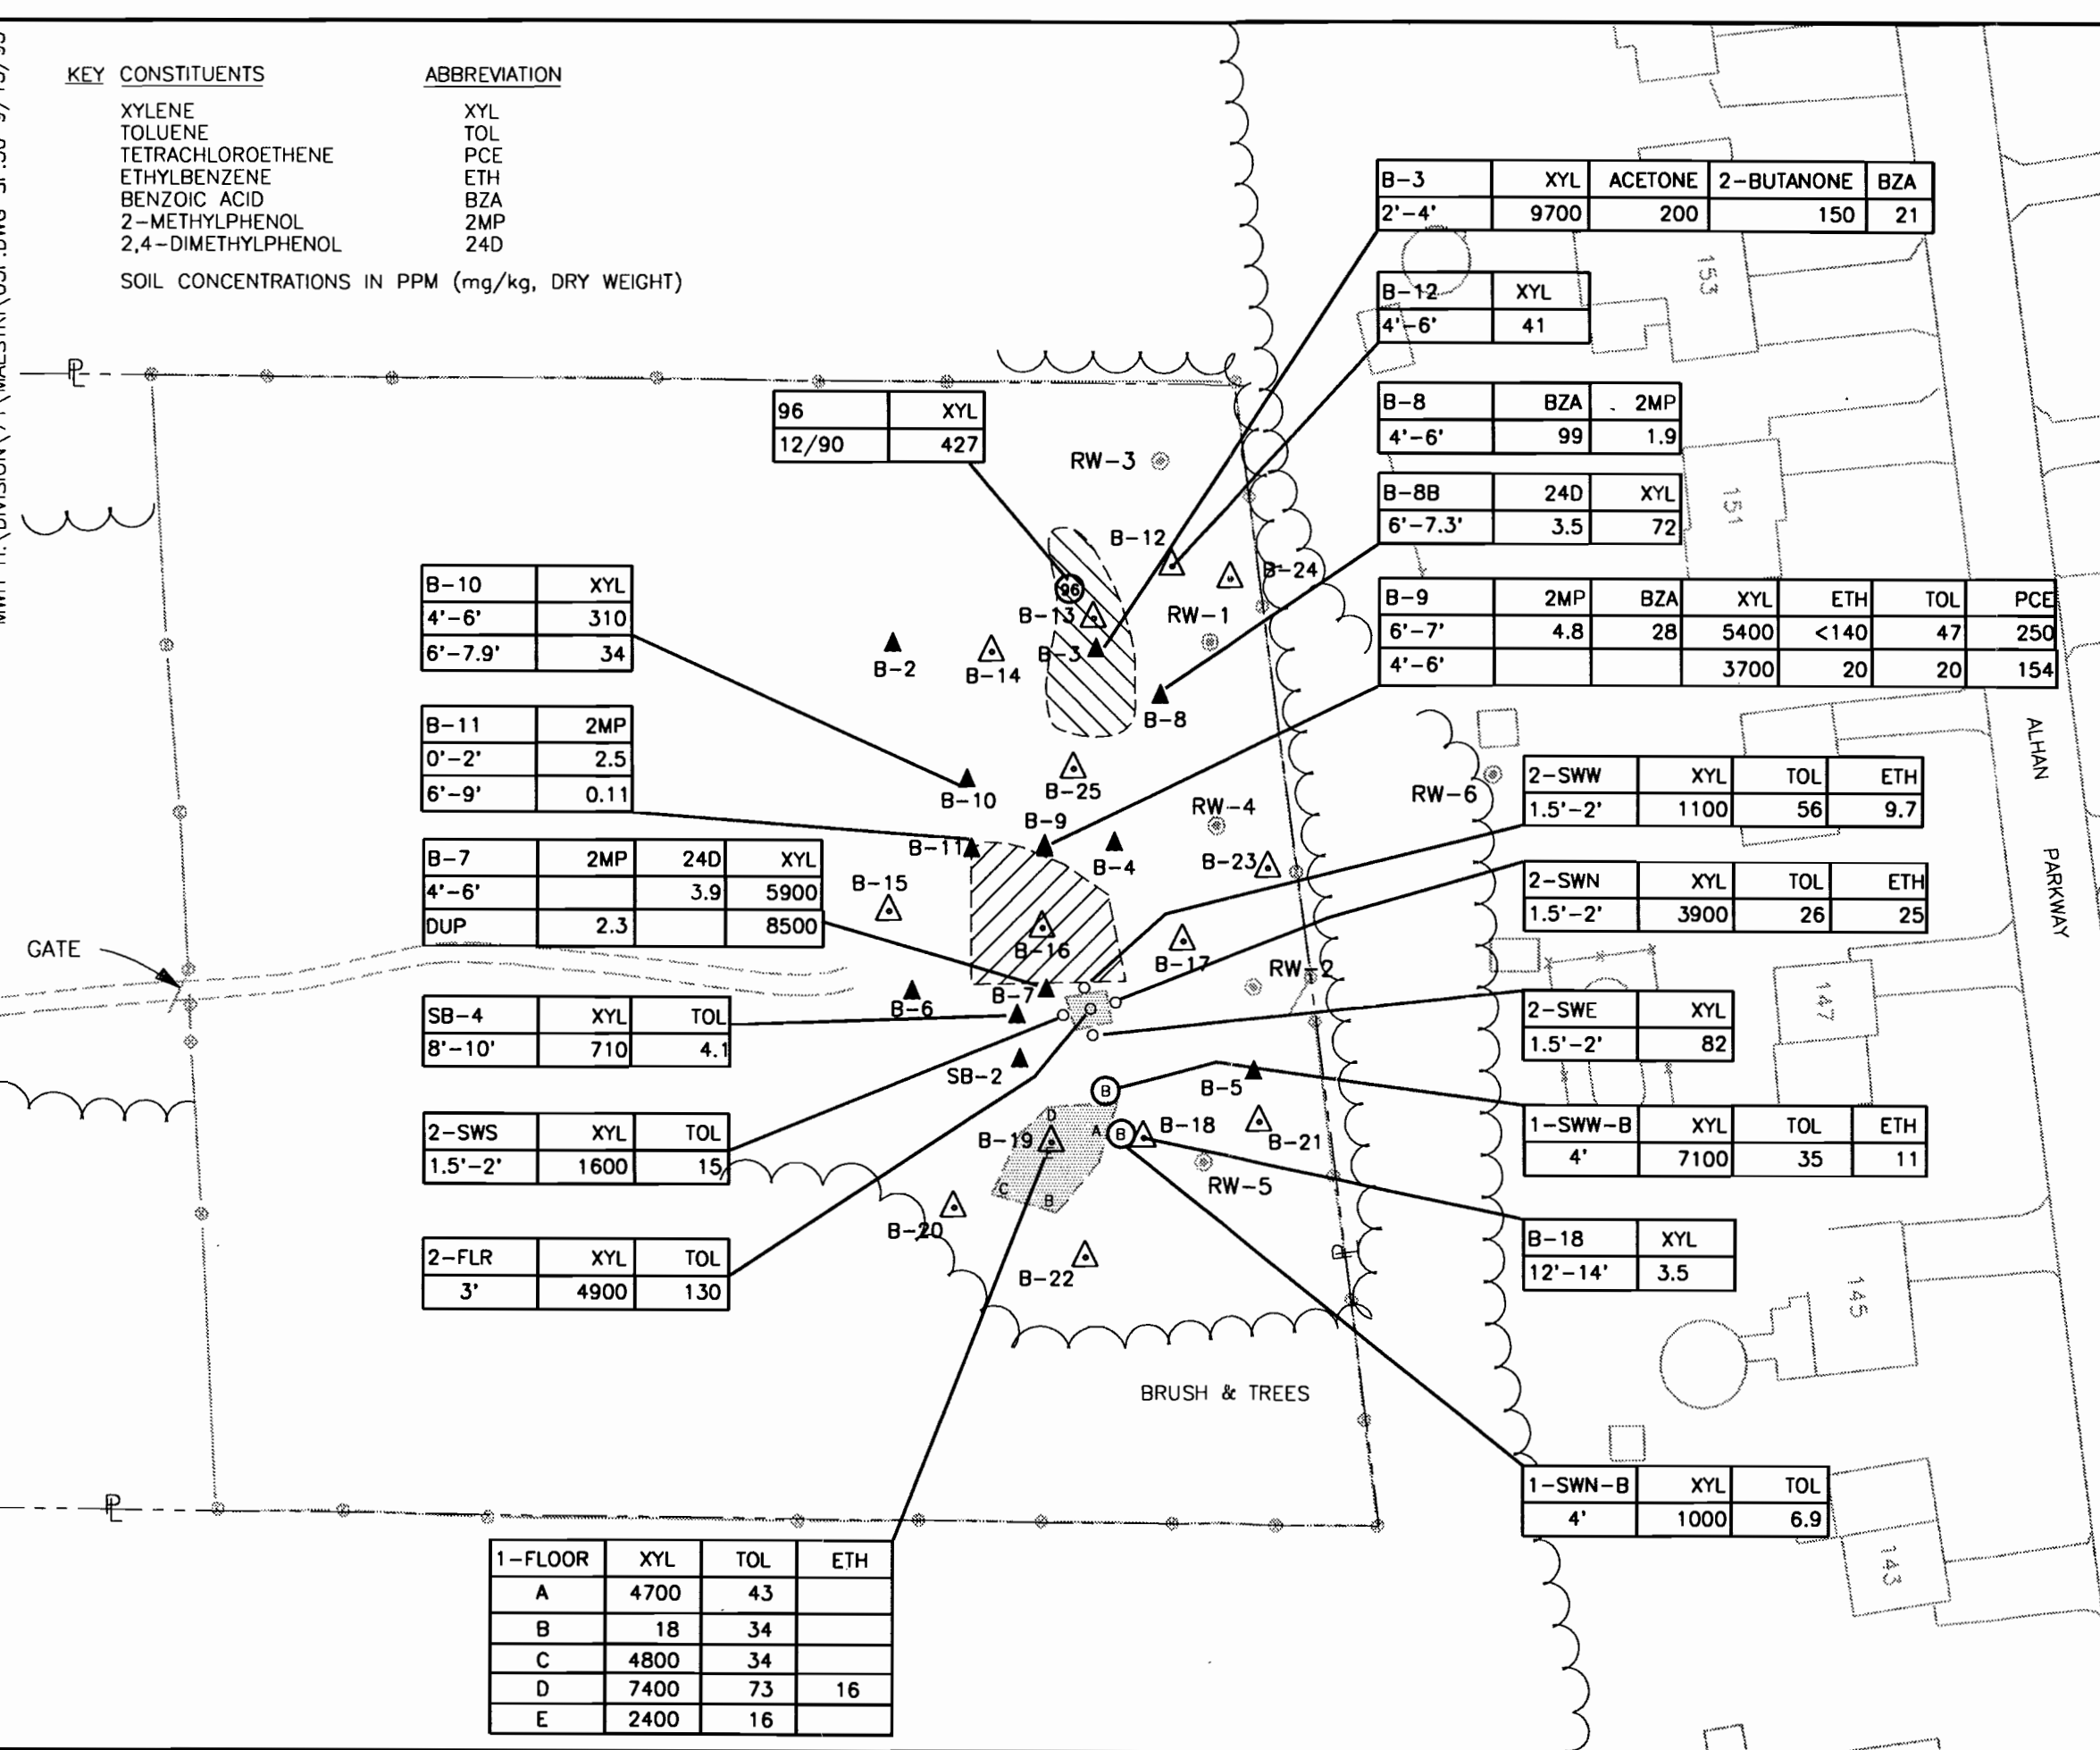 KEY CONSTITUENTS ABBREVIATION
XYLENE XYL
TOLUENE TOL
TETRACHLOROETHENE PCE
ETHYLBENZENE ETH
BENZOIC ACID BZA
2-METHYLPHENOL 2MP
2,4-DIMETHYLPHENOL 24D
SOIL CONCENTRATIONS IN PPM (mg/kg, DRY WEIGHT)
B-3 XYL ACETONE 2-BUTANONE BZA
2'-4' 9700 200 150 21
153
B-12 XYL
4'-6' 41
PL
96 XYL
12/90 427
B-8 BZA 2MP
4'-6' 99 1.9
RW-3
B-8B 24D XYL
6'-7.3' 3.5 72
151
B-12
B-24
96
B-13
RW-1
B-3
B-2
B-14
B-8
B-10 XYL
4'-6' 310
6'-7.9' 34
B-9 2MP BZA XYL ETH TOL PCE
6'-7' 4.8 28 5400 <140 47 250
4'-6' 3700 20 20 154
B-11 2MP
0'-2' 2.5
6'-9' 0.11
B-10
B-25
RW-4
RW-6
B-9
B-11
B-4
B-23
ALHAN PARKWAY
2-SWW XYL TOL ETH
1.5'-2' 1100 56 9.7
B-7 2MP 24D XYL
4'-6' 3.9 5900
DUP 2.3 8500
B-15
B-16
B-17
2-SWN XYL TOL ETH
1.5'-2' 3900 26 25
GATE
RW-2
B-7
B-6
147
SB-4 XYL TOL
8'-10' 710 4.1
2-SWE XYL
1.5'-2' 82
SB-2
B-5
B
2-SWS XYL TOL
1.5'-2' 1600 15
D
A
B
B-18
B-19
E
C
B
B-21
RW-5
1-SWW-B XYL TOL ETH
4' 7100 35 11
B-20
B-22
2-FLR XYL TOL
3' 4900 130
B-18 XYL
12'-14' 3.5
PL
145
BRUSH & TREES
PL
1-SWN-B XYL TOL
4' 1000 6.9
143
1-FLOOR XYL TOL ETH
A 4700 43
B 18 34
C 4800 34
D 7400 73 16
E 2400 16